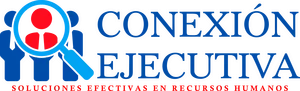 CONEXIÓN
EJECUTIVA
SOLUCIONES EFECTIVAS EN RECURSOS HUMANOS